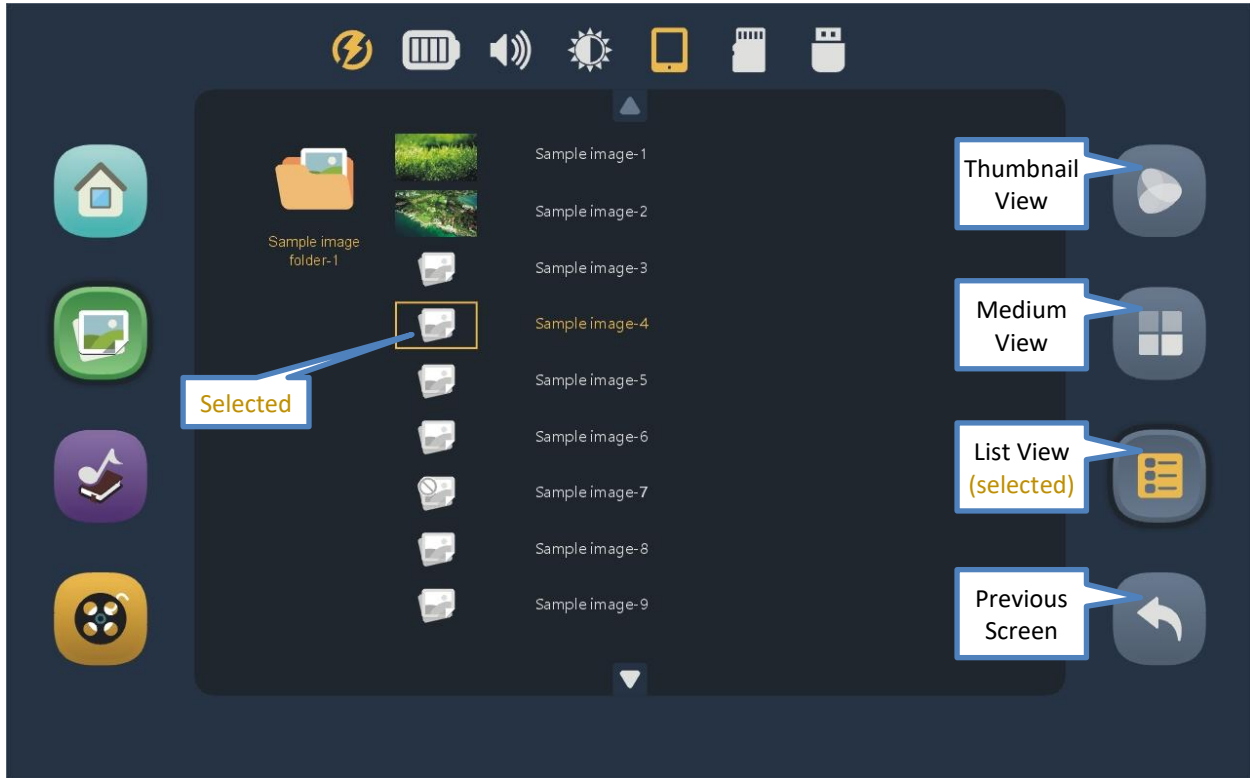 Sample image
folder-1
Sample image-1
Sample image-2
Sample image-3
Sample image-4
Sample image-5
Sample image-6
Sample image-7
Sample image-8
Sample image-9
Selected
Thumbnail
View
Medium
View
List View
(selected)
Previous
Screen